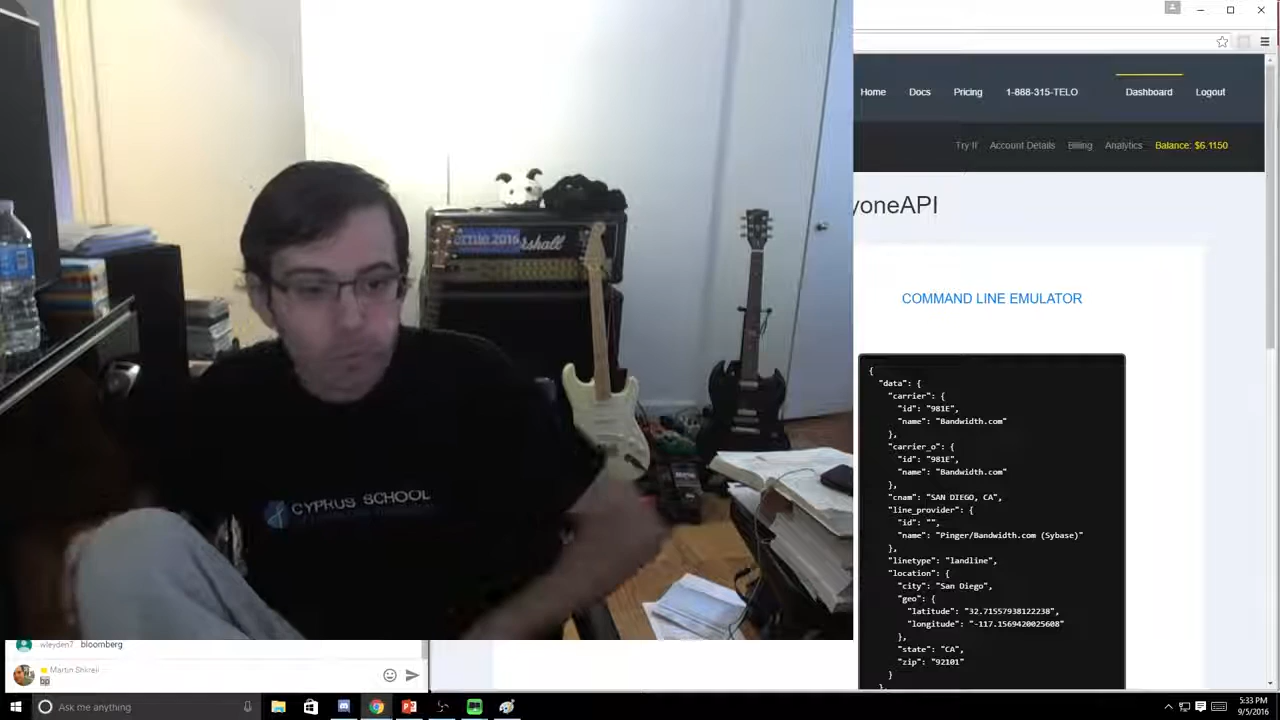 Home Docs Pricing 1-888-315-TELO Dashboard Logout
Try It Account Details Billing Analytics Balance: $6.1150
yoneAPI
COMMAND LINE EMULATOR
{
"data": {
"carrier": {
"id": "981E",
"name": "Bandwidth.com"
},
"carrier_o": {
"id": "981E",
"name": "Bandwidth.com"
},
"cnam": "SAN DIEGO, CA",
"line_provider": {
"id": "",
"name": "Pinger/Bandwidth.com (Sybase)"
},
"linetype": "landline",
"location": {
"city": "San Diego",
"geo": {
"latitude": "32.71557938122238",
"longitude": "-117.1569420025608"
},
"state": "CA",
"zip": "92101"
}
},
2016
Marshall
CYPRUS SCHOOL
wleyden7 bloomberg
Martin Shkreli
bp
Ask me anything
5:33 PM
9/5/2016